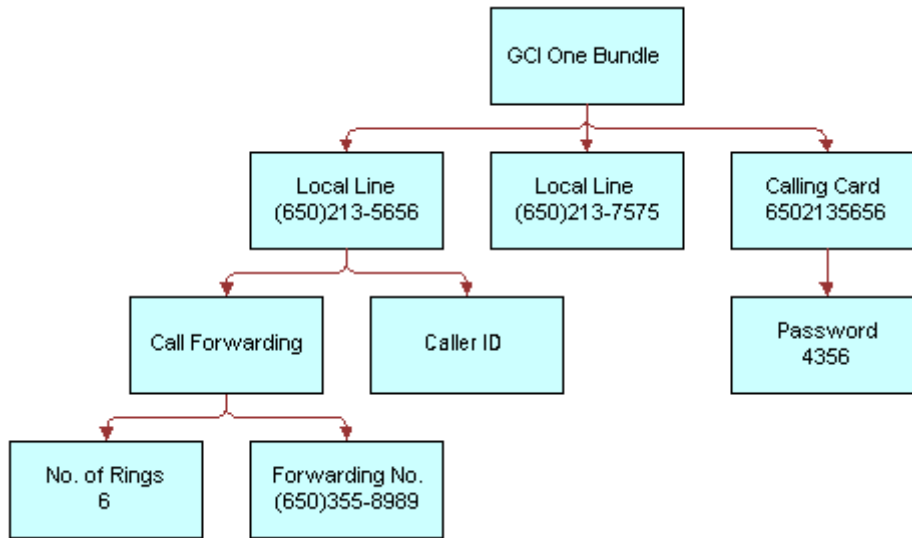 GCI One Bundle
Local Line
(650)213-5656
Local Line
(650)213-7575
Calling Card
6502135656
Call Forwarding
Caller ID
Password
4356
No. of Rings
6
Forwarding No.
(650)355-8989